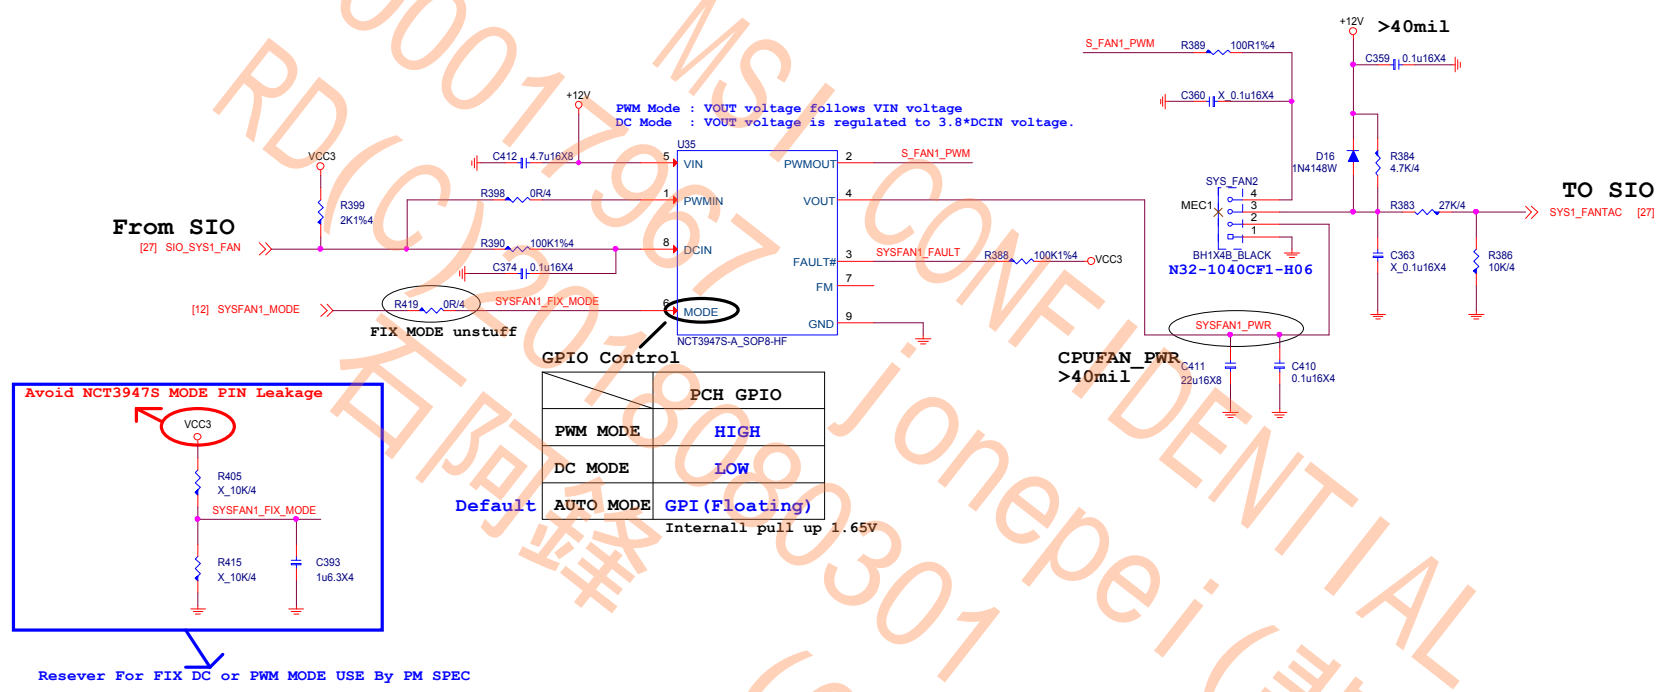 +12V
>40mil
S_FAN1_PWM
R389
100R1%4
C359
0.1u16X4
C360
X_0.1u16X4
+12V
PWM Mode : VOUT voltage follows VIN voltage
DC Mode  : VOUT voltage is regulated to 3.8*DCIN voltage.
U35
VCC3
C412
4.7u16X8
5
VIN
PWMOUT
2
S_FAN1_PWM
D16
1N4148W
R384
4.7K/4
R398
0R/4
1
PWMIN
VOUT
4
SYS_FAN2
MEC1
4
3
2
1
R399
2K1%4
R383
27K/4
TO SIO
SYS1_FANTAC
[27]
From SIO
[27]
SIO_SYS1_FAN
R390
100K1%4
8
DCIN
FAULT#
3
SYSFAN1_FAULT
R388
100K1%4
VCC3
BH1X4B_BLACK
N32-1040CF1-H06
C363
X_0.1u16X4
R386
10K/4
C374
0.1u16X4
FM
7
[12]
SYSFAN1_MODE
R419
0R/4
SYSFAN1_FIX_MODE
6
MODE
GND
9
FIX MODE unstuff
NCT3947S-A_SOP8-HF
SYSFAN1_PWR
GPIO Control
CPUFAN_PWR
>40mil
C411
22u16X8
C410
0.1u16X4
PCH GPIO
PWM MODE
HIGH
DC MODE
LOW
Default
AUTO MODE
GPI(Floating)
Internall pull up 1.65V
Avoid NCT3947S MODE PIN Leakage
VCC3
R405
X_10K/4
SYSFAN1_FIX_MODE
R415
X_10K/4
C393
1u6.3X4
Resever For FIX DC or PWM MODE USE By PM SPEC
MSI CONFIDENTIAL
00017967 jonepei(
RD(C)2018080301
石阿鋒